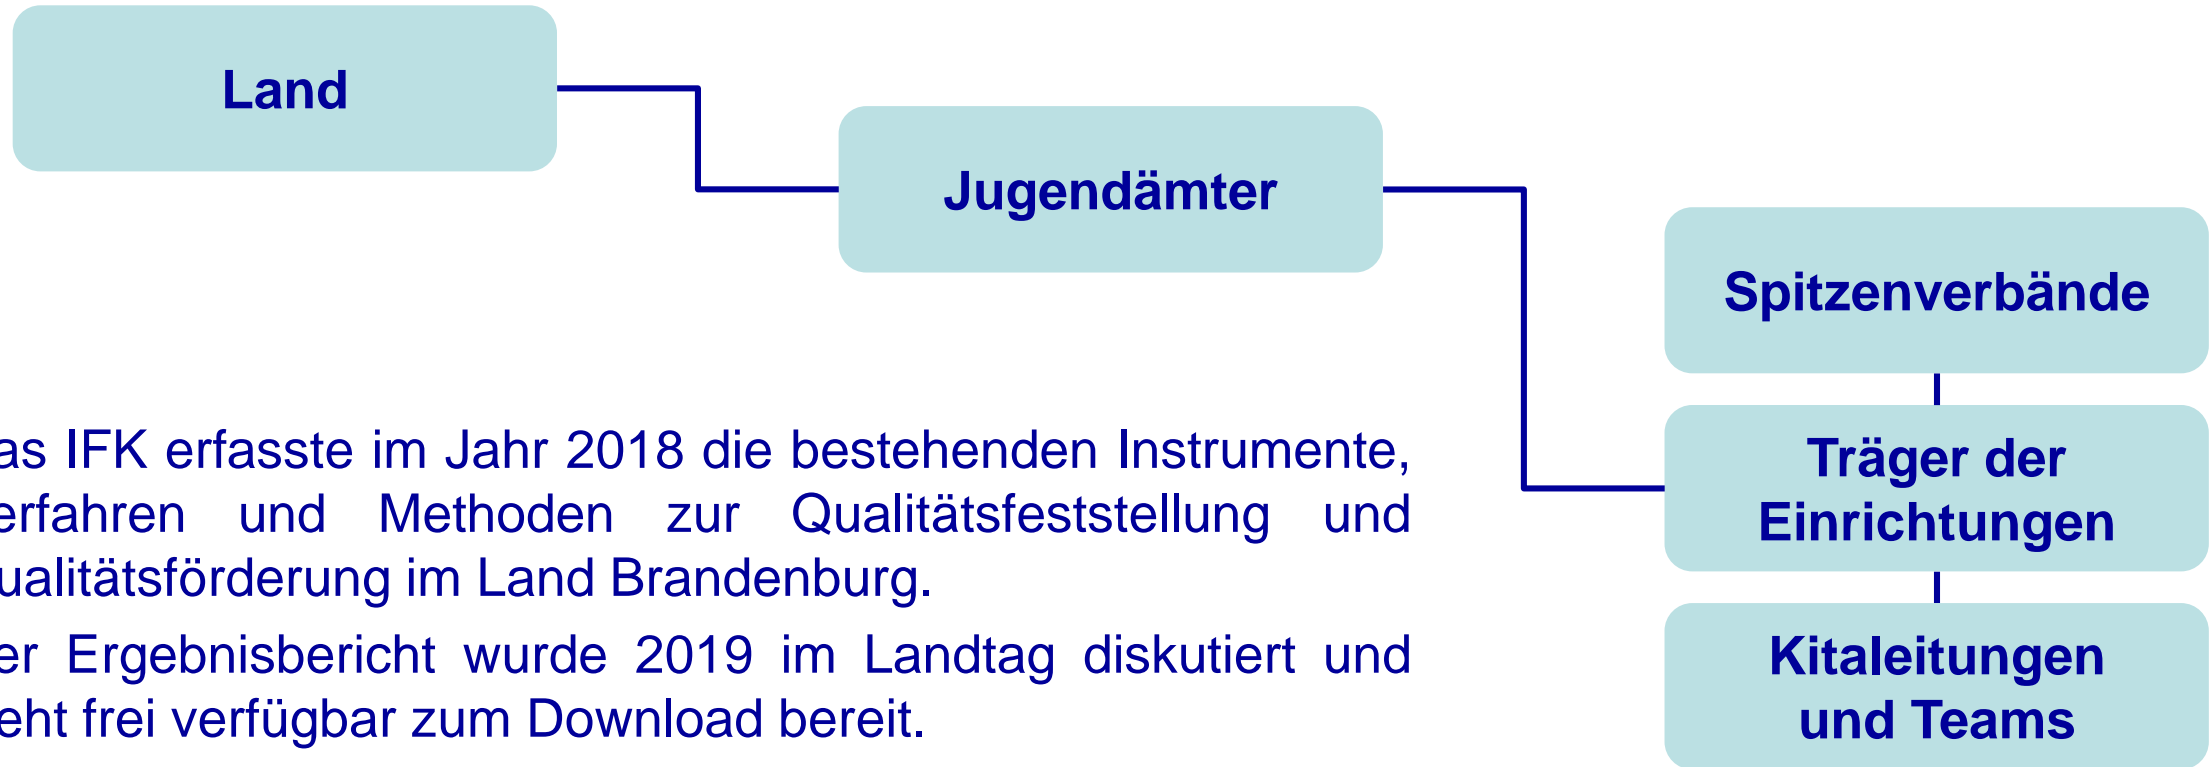 Land
Jugendämter
Spitzenverbände
Träger der
Einrichtungen
Kitaleitungen
und Teams
as IFK erfasste im Jahr 2018 die bestehenden Instrumente,
erfahren und Methoden zur Qualitätsfeststellung und
ualitätsförderung im Land Brandenburg.
er Ergebnisbericht wurde 2019 im Landtag diskutiert und
eht frei verfügbar zum Download bereit.